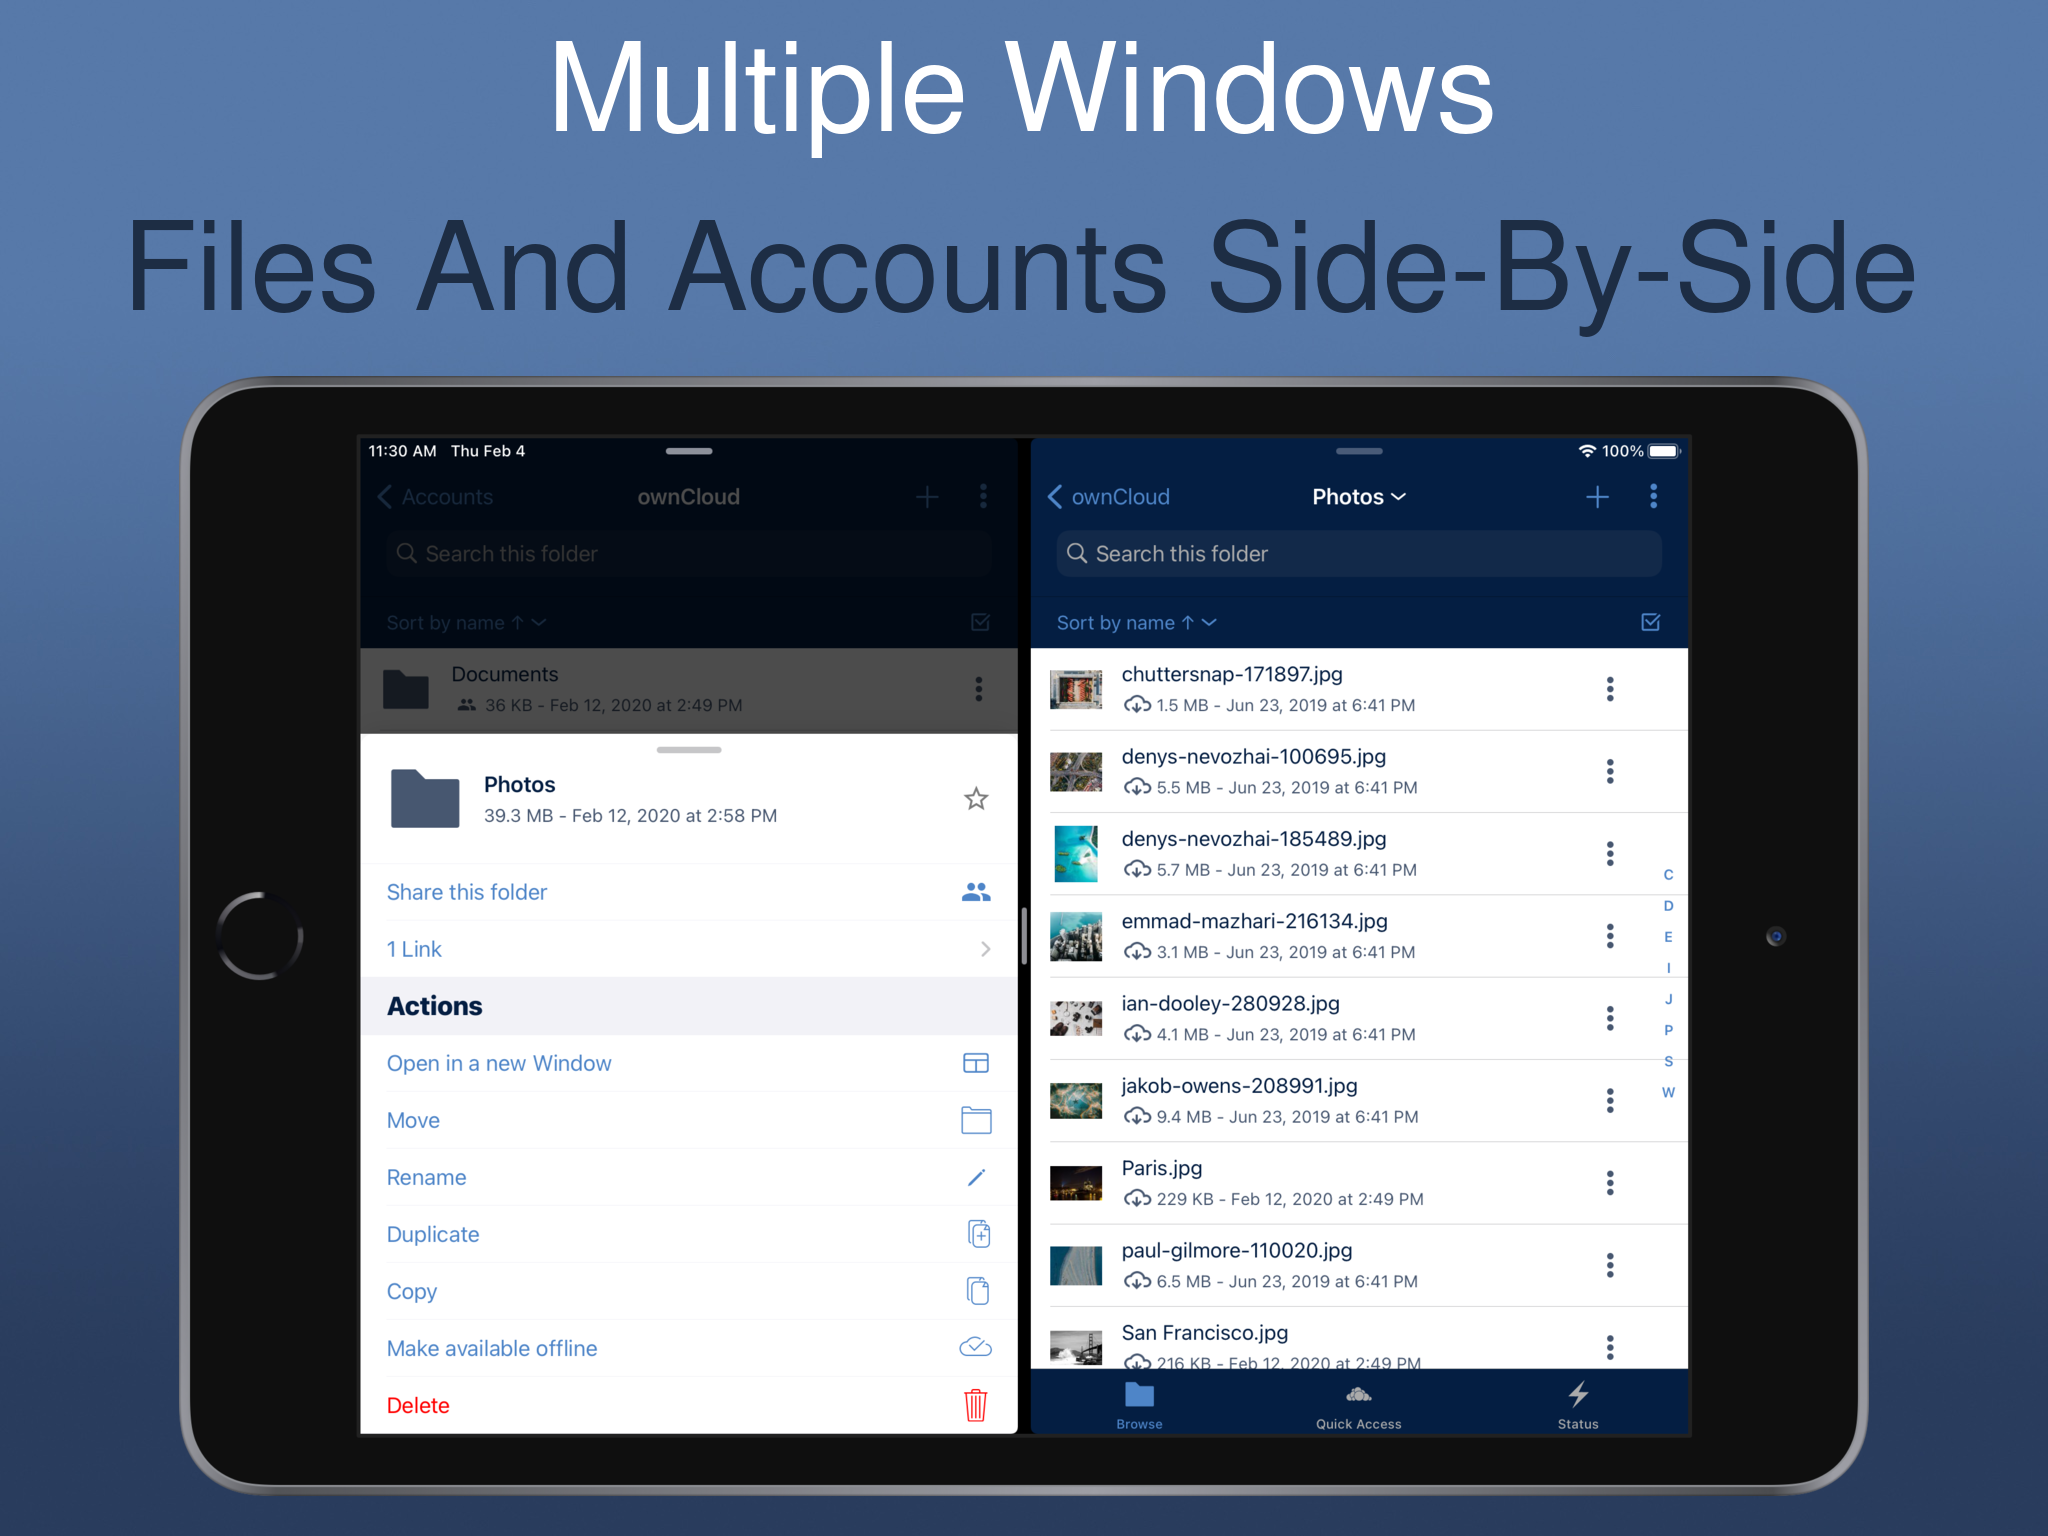 Multiple Windows
Files And Accounts Side-By-Side
11:30 AM Thu Feb 4
Accounts
ownCloud
Search this folder
Sort by name
Documents
36 KB - Feb 12, 2020 at 2:49 PM
Photos
39.3 MB - Feb 12, 2020 at 2:58 PM
Share this folder
1 Link
Actions
Open in a new Window
Move
Rename
Duplicate
Copy
Make available offline
Delete
100%
ownCloud
Photos
Search this folder
Sort by name
chuttersnap-171897.jpg
1.5 MB - Jun 23, 2019 at 6:41 PM
denys-nevozhai-100695.jpg
5.5 MB - Jun 23, 2019 at 6:41 PM
denys-nevozhai-185489.jpg
5.7 MB - Jun 23, 2019 at 6:41 PM
emmad-mazhari-216134.jpg
3.1 MB - Jun 23, 2019 at 6:41 PM
ian-dooley-280928.jpg
4.1 MB - Jun 23, 2019 at 6:41 PM
jakob-owens-208991.jpg
9.4 MB - Jun 23, 2019 at 6:41 PM
Paris.jpg
229 KB - Feb 12, 2020 at 2:49 PM
paul-gilmore-110020.jpg
6.5 MB - Jun 23, 2019 at 6:41 PM
San Francisco.jpg
216 KB - Feb 12, 2020 at 2:49 PM
C
D
E
I
J
P
S
W
Browse
Quick Access
Status